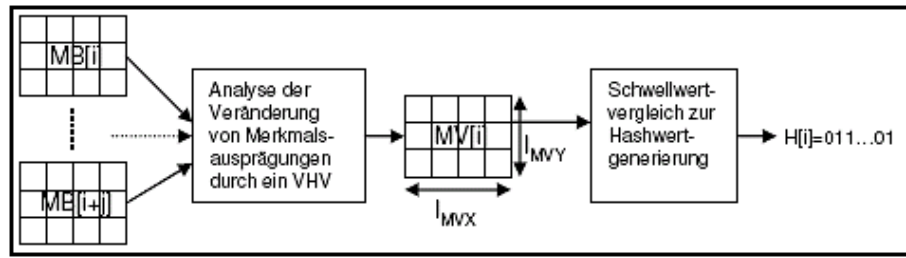 MB[i]
MB[i+j]
Analyse der
Veränderung
von Merkmals-
ausprägungen
durch ein VHV
MV[i]
I_MVY
I_MVX
Schwellwert-
vergleich zur
Hashwert-
generierung
H[i]=011...01